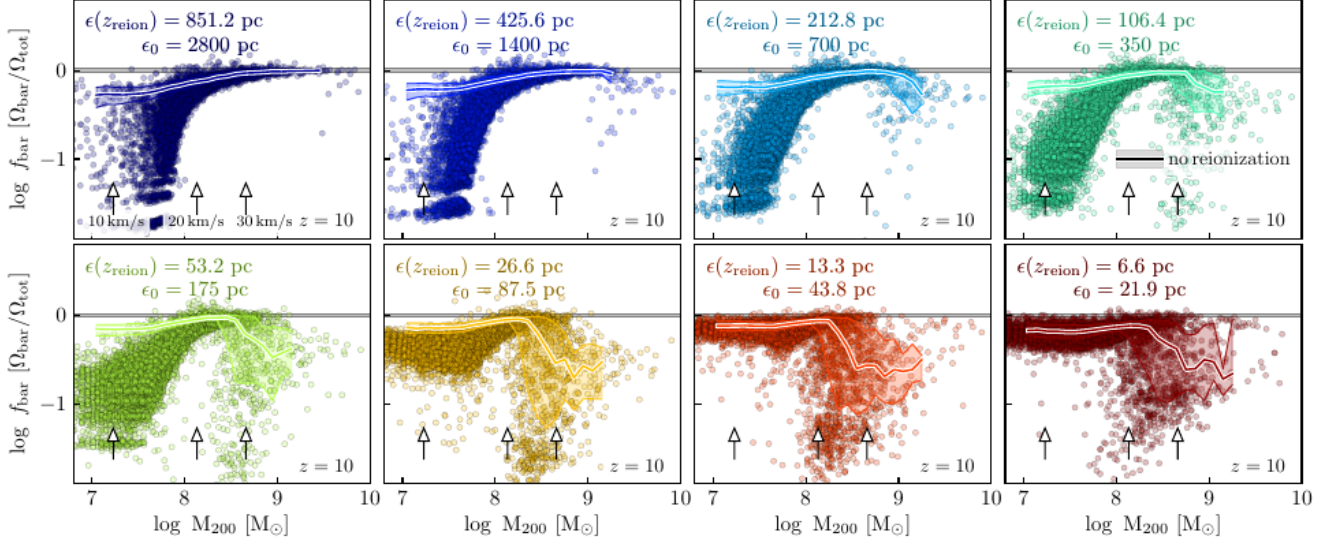 ϵ(z_reion) = 851.2 pc
ϵ_0 = 2800 pc
ϵ(z_reion) = 425.6 pc
ϵ_0 = 1400 pc
ϵ(z_reion) = 212.8 pc
ϵ_0 = 700 pc
ϵ(z_reion) = 106.4 pc
ϵ_0 = 350 pc
0
−1
log f_bar [Ω_bar/Ω_tot]
no reionization
10 km/s 20 km/s 30 km/s
z = 10
z = 10
z = 10
z = 10
ϵ(z_reion) = 53.2 pc
ϵ_0 = 175 pc
ϵ(z_reion) = 26.6 pc
ϵ_0 = 87.5 pc
ϵ(z_reion) = 13.3 pc
ϵ_0 = 43.8 pc
ϵ(z_reion) = 6.6 pc
ϵ_0 = 21.9 pc
0
−1
log f_bar [Ω_bar/Ω_tot]
z = 10
z = 10
z = 10
z = 10
7 8 9 10
7 8 9 10
7 8 9 10
7 8 9 10
log M_200 [M_⊙]
log M_200 [M_⊙]
log M_200 [M_⊙]
log M_200 [M_⊙]